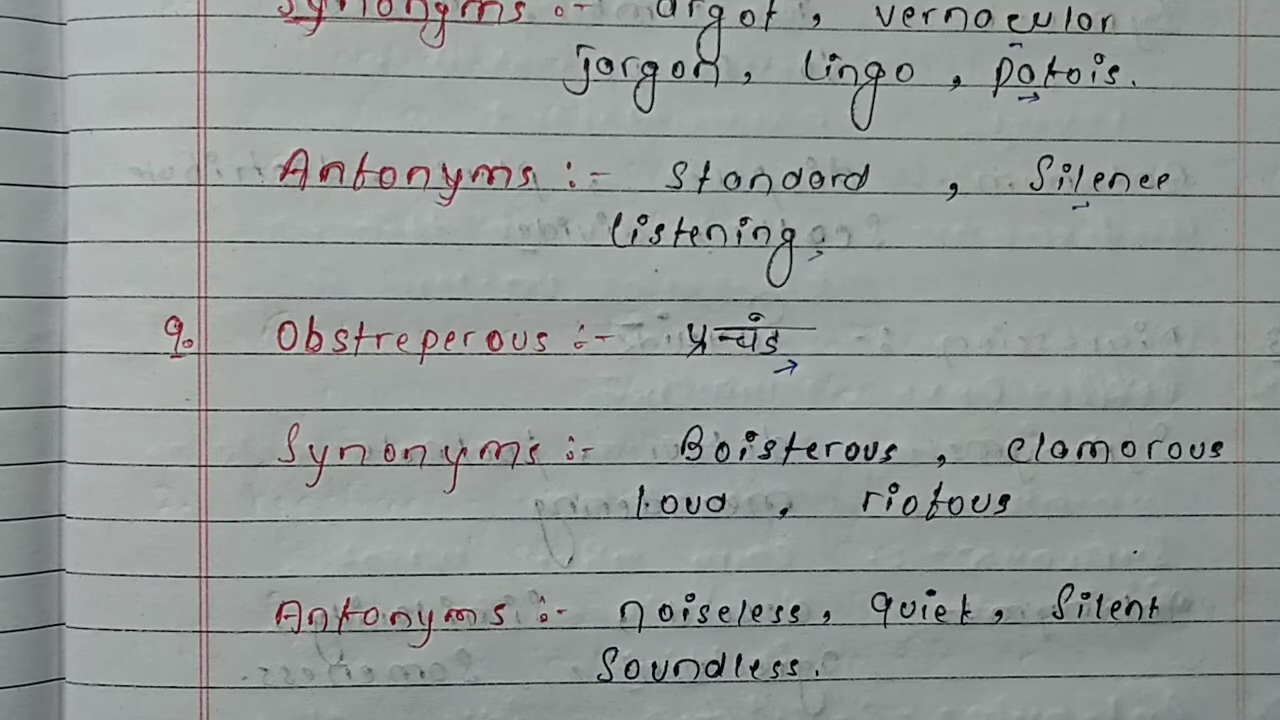 Synonyms :- argot, vernacular
jargon, lingo, patois.
Antonyms :- Standard, Silence
listening,
9. Obstreperous :- प्रचंड
Synonyms :- Boisterous, clamorous
loud, riotous
Antonyms :- noiseless, quiet, Silent
Soundless.